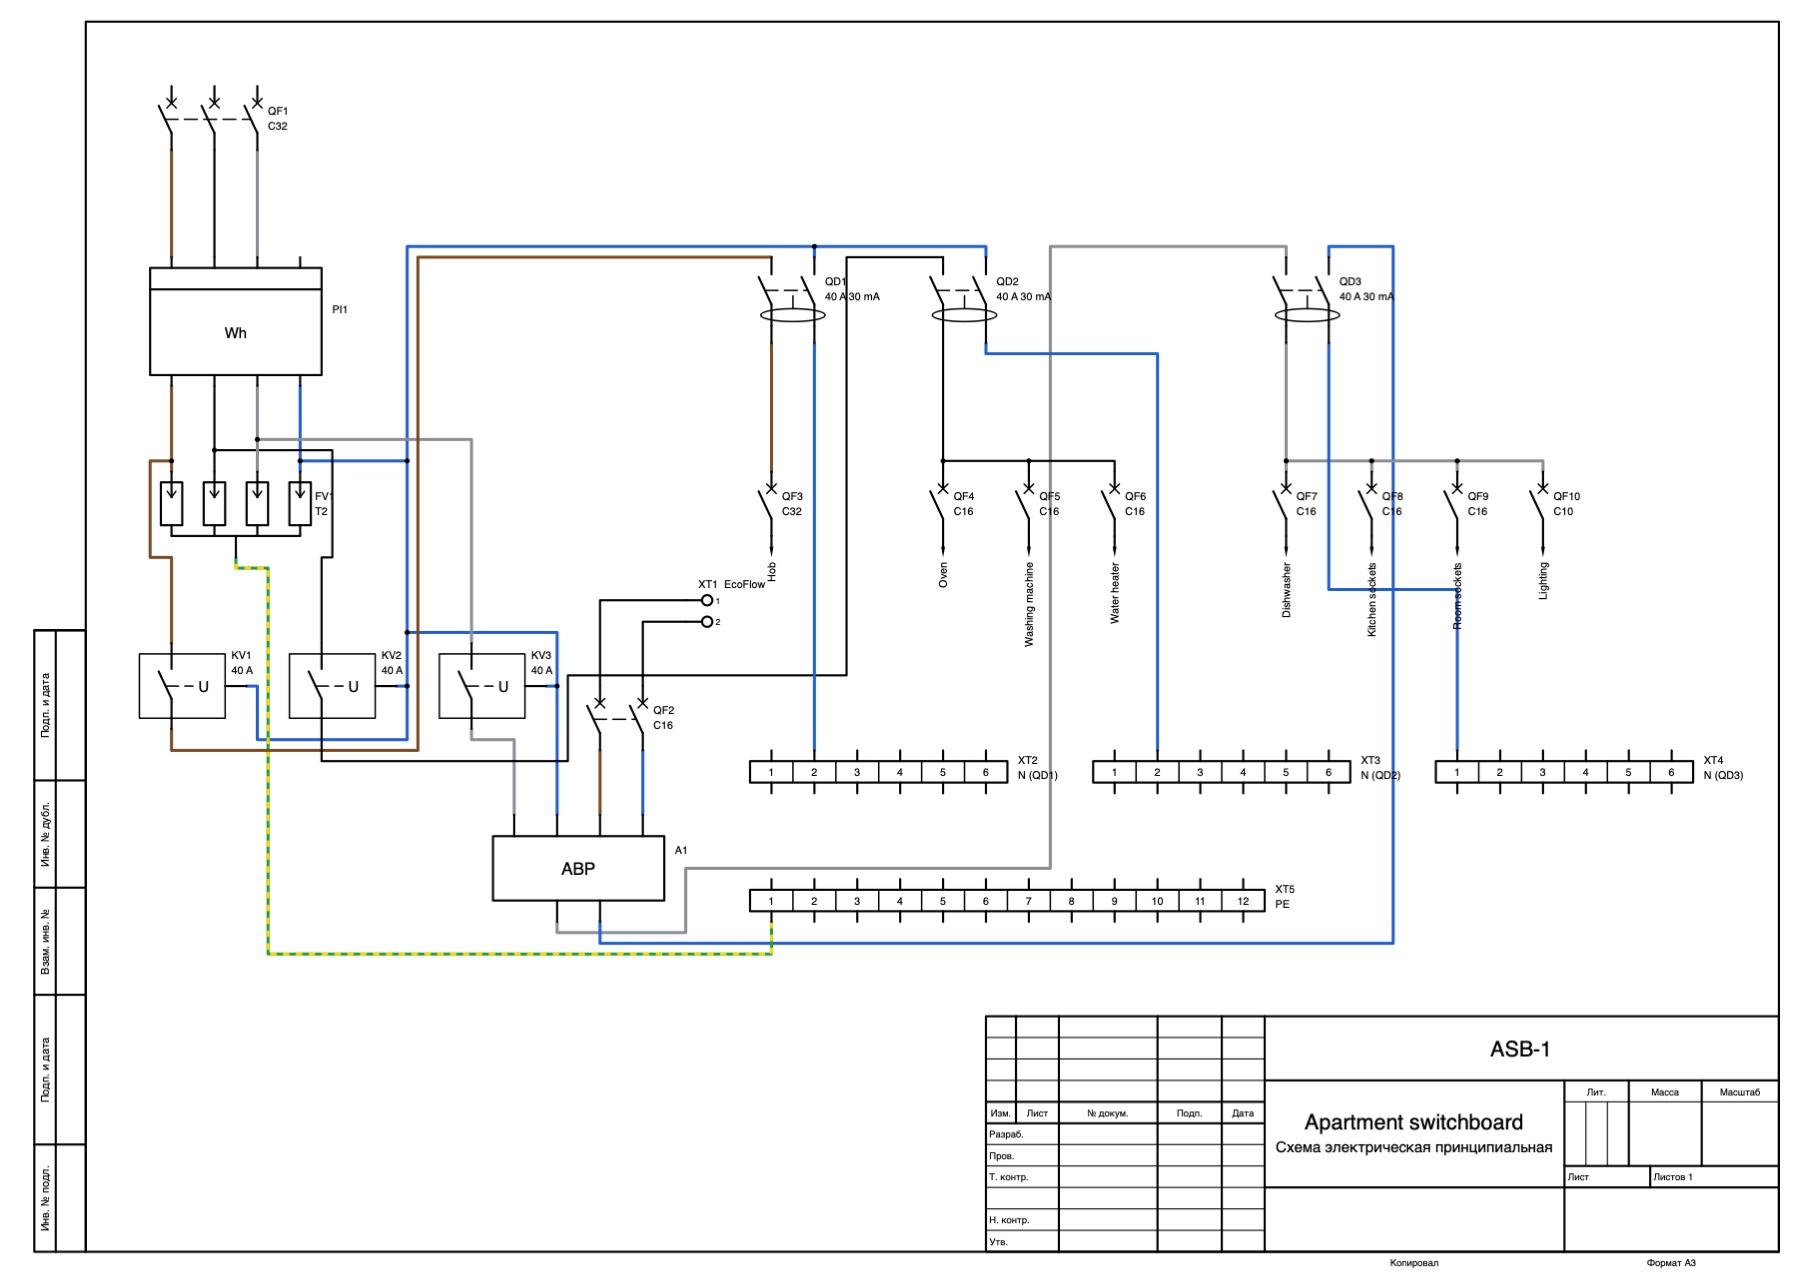 QF1
C32
PI1
Wh
QD1
40 A 30 mA
QD2
40 A 30 mA
QD3
40 A 30 mA
FV1
T2
QF3
C32
QF4
C16
QF5
C16
QF6
C16
QF7
C16
QF8
C16
QF9
C16
QF10
C10
Hob
Oven
Washing machine
Water heater
Dishwasher
Kitchen sockets
Room sockets
Lighting
XT1 EcoFlow
1
2
KV1
40 A
U
KV2
40 A
U
KV3
40 A
U
QF2
C16
1 2 3 4 5 6
XT2
N (QD1)
1 2 3 4 5 6
XT3
N (QD2)
1 2 3 4 5 6
XT4
N (QD3)
АВР
A1
1 2 3 4 5 6 7 8 9 10 11 12
XT5
PE
Подп. и дата
Инв. № дубл.
Взам. инв. №
Подп. и дата
Инв. № подл.
ASB-1
Apartment switchboard
Схема электрическая принципиальная
Лит. Масса Масштаб
Изм. Лист № докум. Подп. Дата
Разраб.
Пров.
Т. контр.
Н. контр.
Утв.
Лист Листов 1
Копировал Формат А3